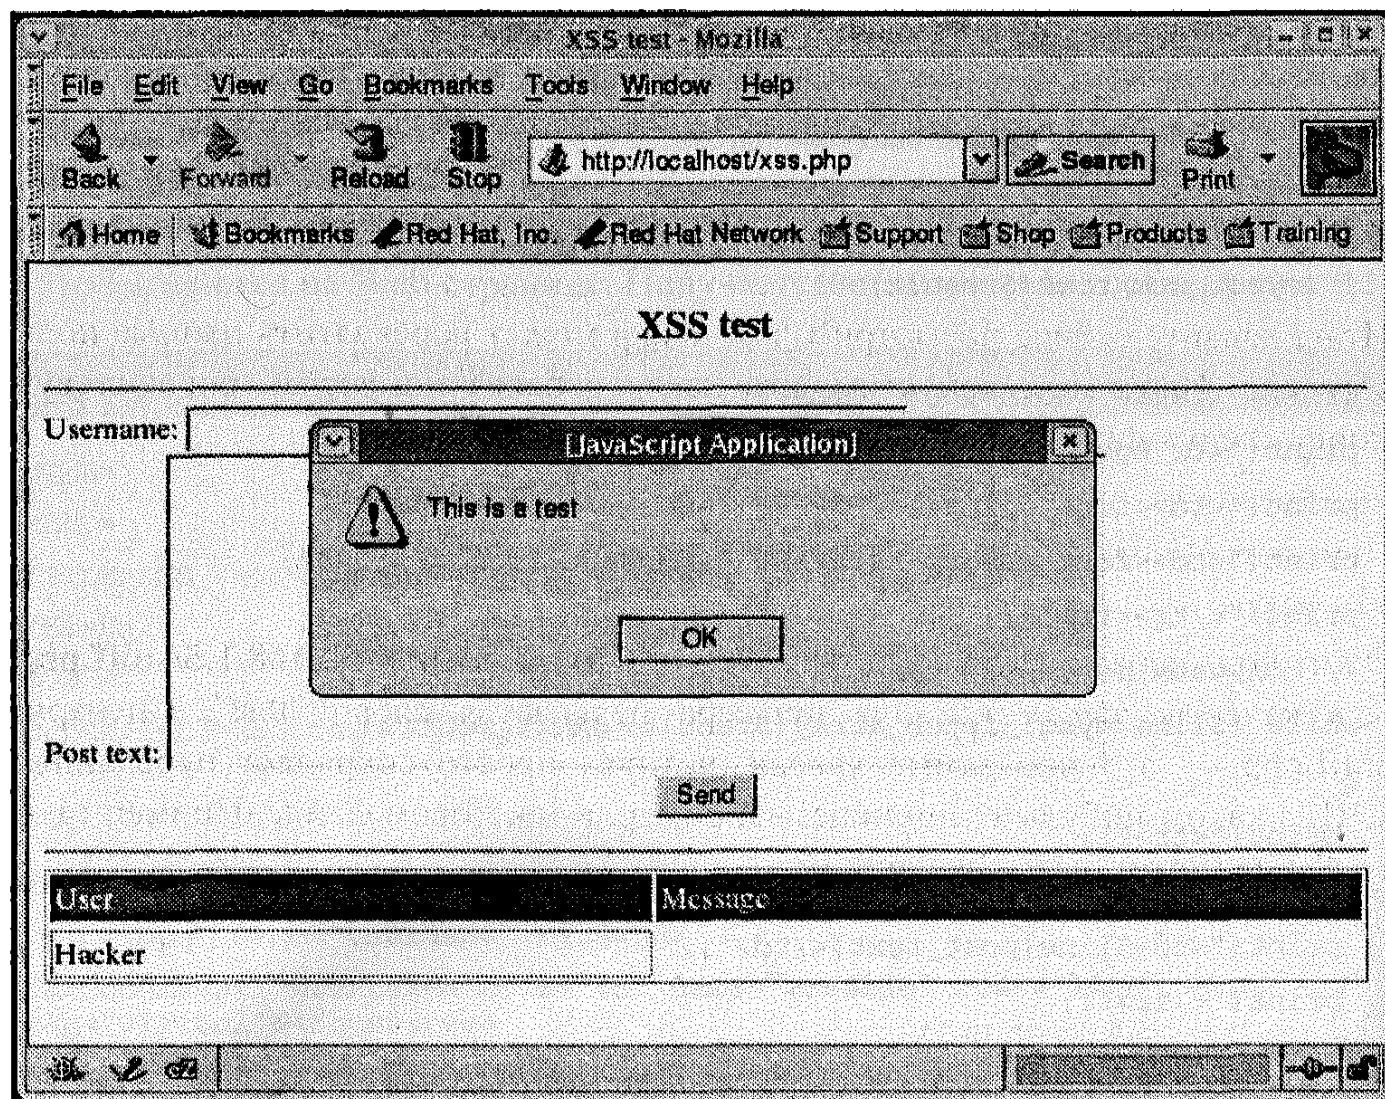 XSS test - Mozilla
File Edit View Go Bookmarks Tools Window Help
Back Forward Reload Stop http://localhost/xss.php Search Print
Home Bookmarks Red Hat, Inc. Red Hat Network Support Shop Products Training
XSS test
Username:
[JavaScript Application]
This is a test
OK
Post text:
Send
User Message
Hacker